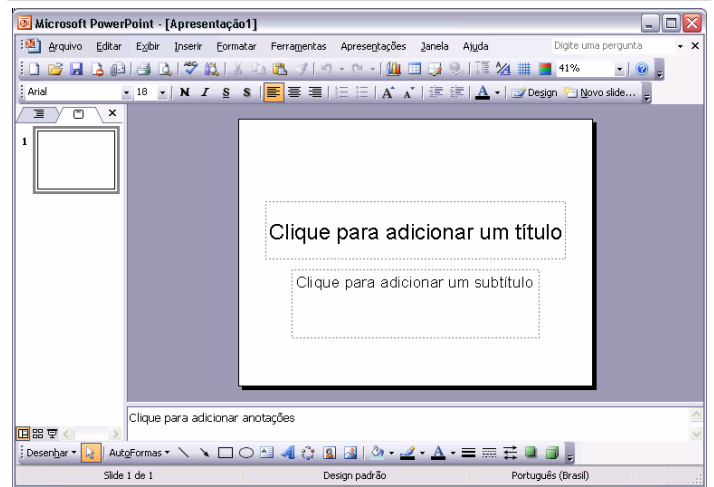 Microsoft PowerPoint - [Apresentação1]
Arquivo Editar Exibir Inserir Formatar Ferramentas Apresentações Janela Ajuda Digite uma pergunta
41%
Arial 18 N I S S A A A Design Novo slide...
1
Clique para adicionar um título
Clique para adicionar um subtítulo
Clique para adicionar anotações
Desenhar AutoFormas A
Slide 1 de 1 Design padrão Português (Brasil)